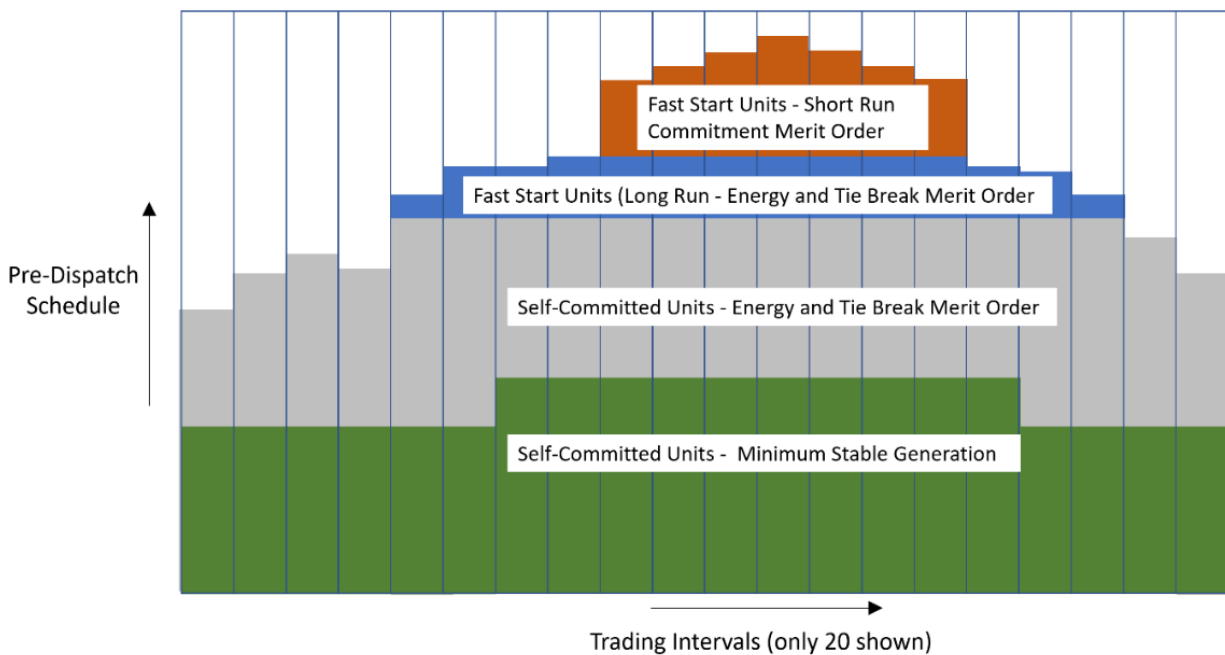 Fast Start Units - Short Run
Commitment Merit Order
Fast Start Units (Long Run - Energy and Tie Break Merit Order
Pre-Dispatch
Schedule
Self-Committed Units - Energy and Tie Break Merit Order
Self-Committed Units - Minimum Stable Generation
Trading Intervals (only 20 shown)